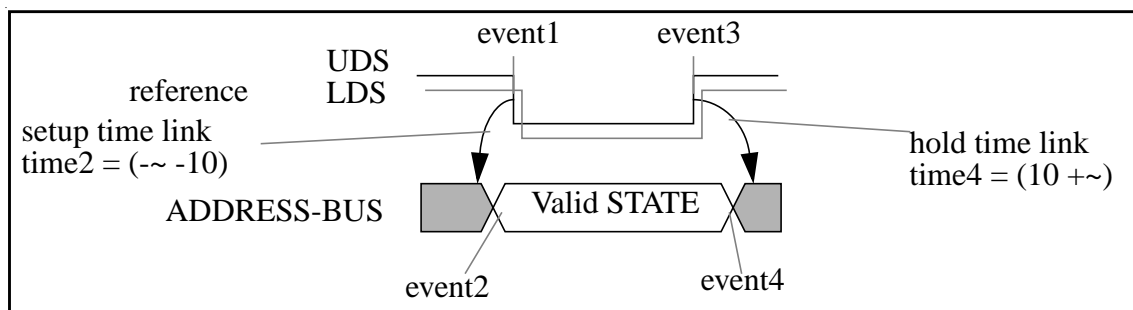 event1
event3
UDS
reference
LDS
setup time link
time2 = (-~ -10)
hold time link
time4 = (10 +~)
ADDRESS-BUS
Valid STATE
event2
event4